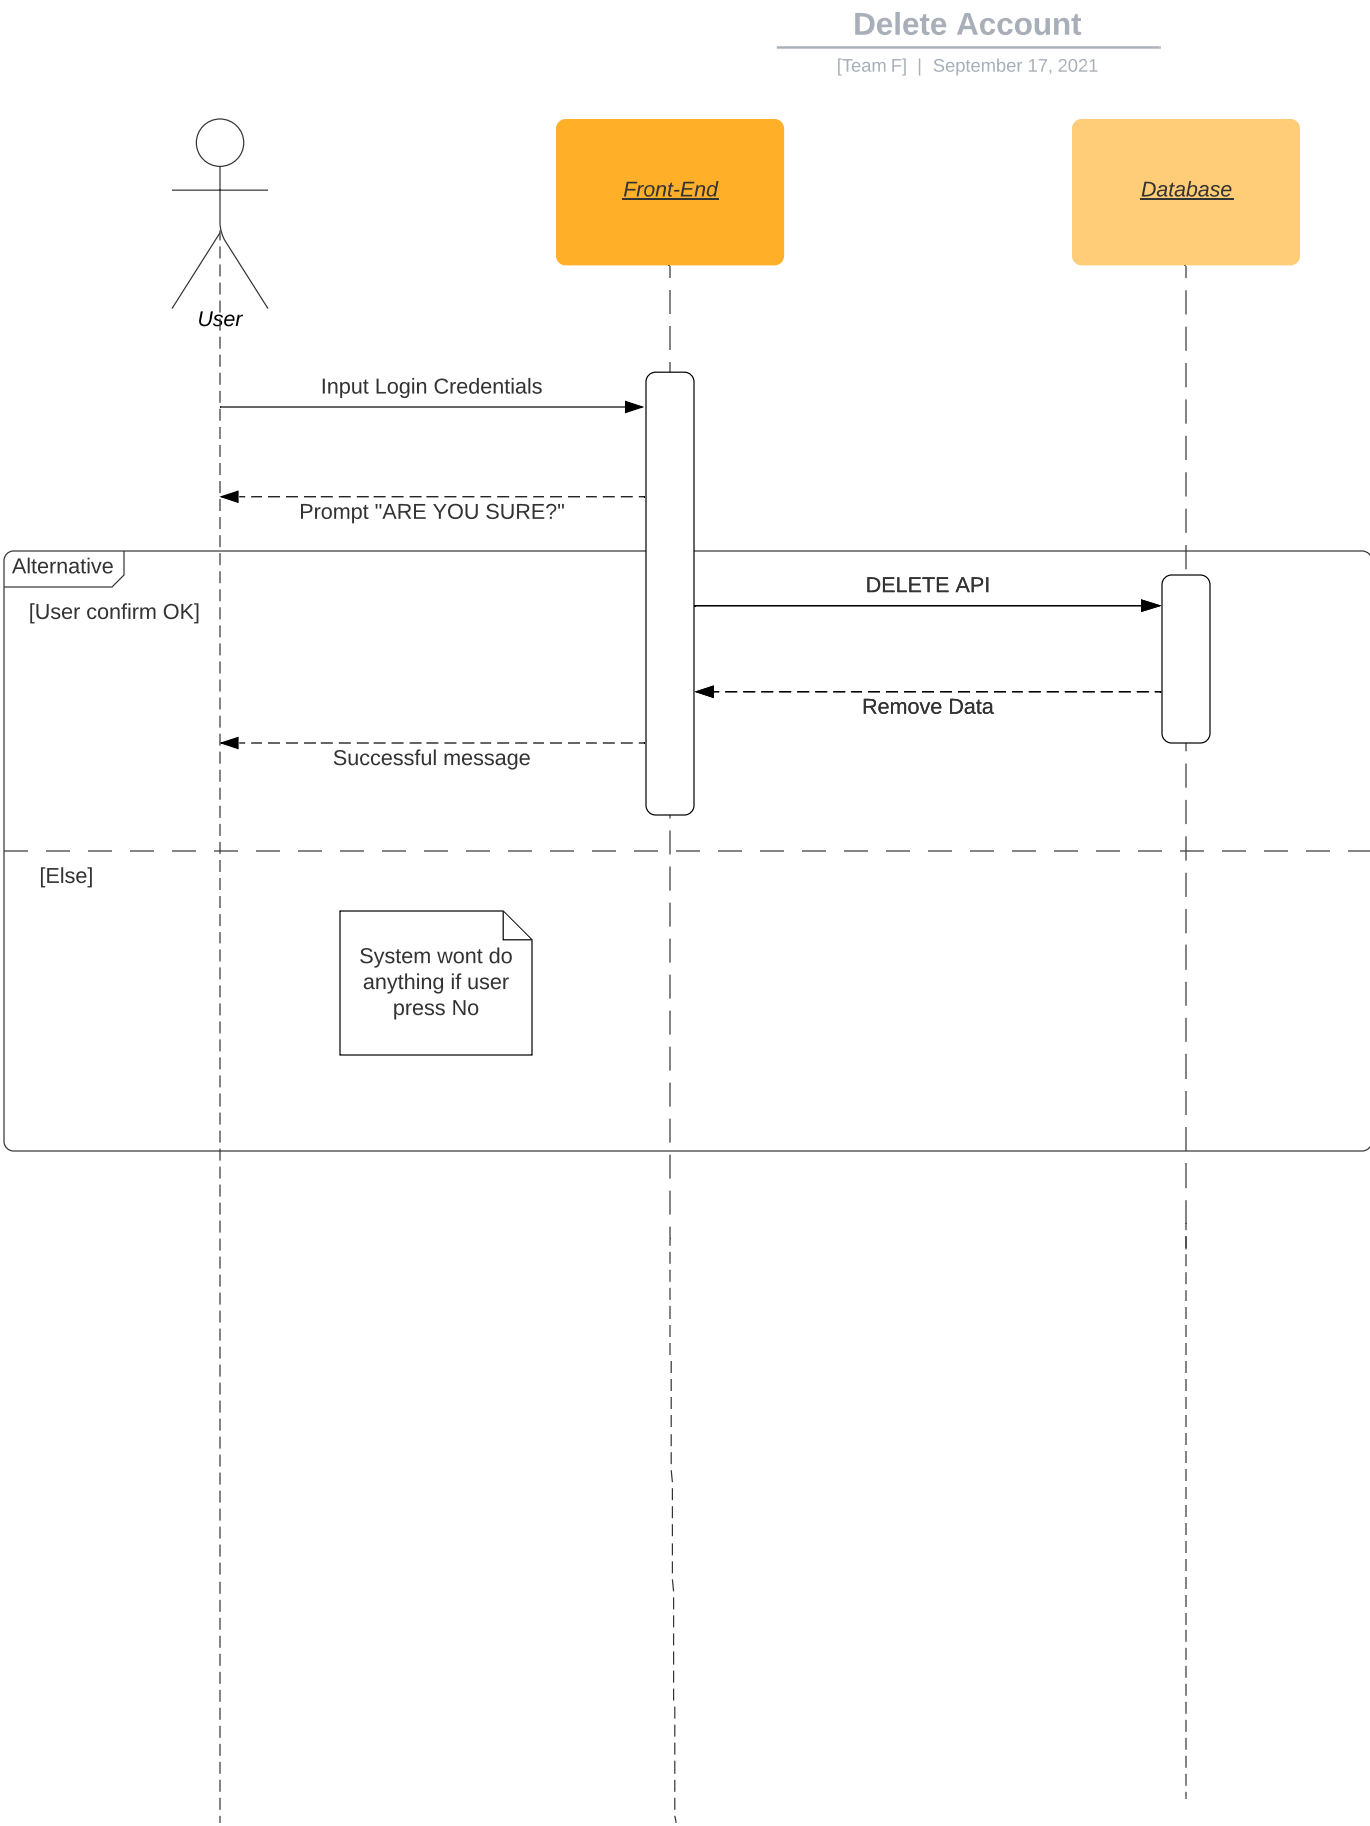 Delete Account
[Team F] | September 17, 2021
Front-End
Database
User
Input Login Credentials
Prompt "ARE YOU SURE?"
Alternative
DELETE API
[User confirm OK]
Remove Data
Successful message
[Else]
System wont do
anything if user
press No